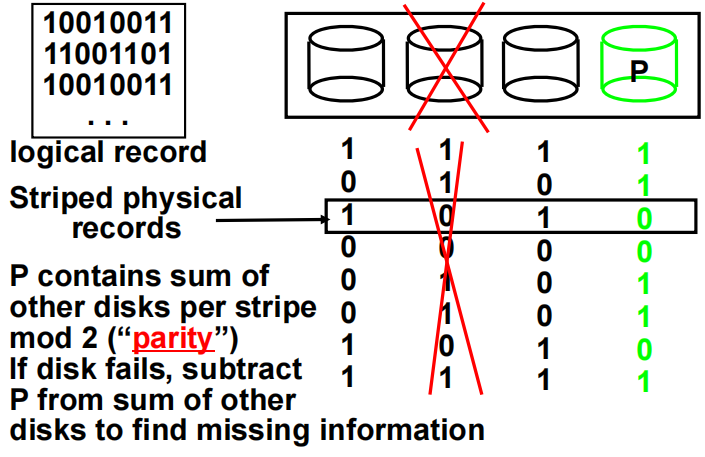 10010011
11001101
10010011
. . .
P
logical record
1 1 1 1
0 1 0 1
Striped physical
records
1 0 1 0
0 0 0 0
P contains sum of
other disks per stripe
mod 2 (“parity”)
If disk fails, subtract
P from sum of other
disks to find missing information
0 1 0 1
0 1 0 1
1 0 1 0
1 1 1 1